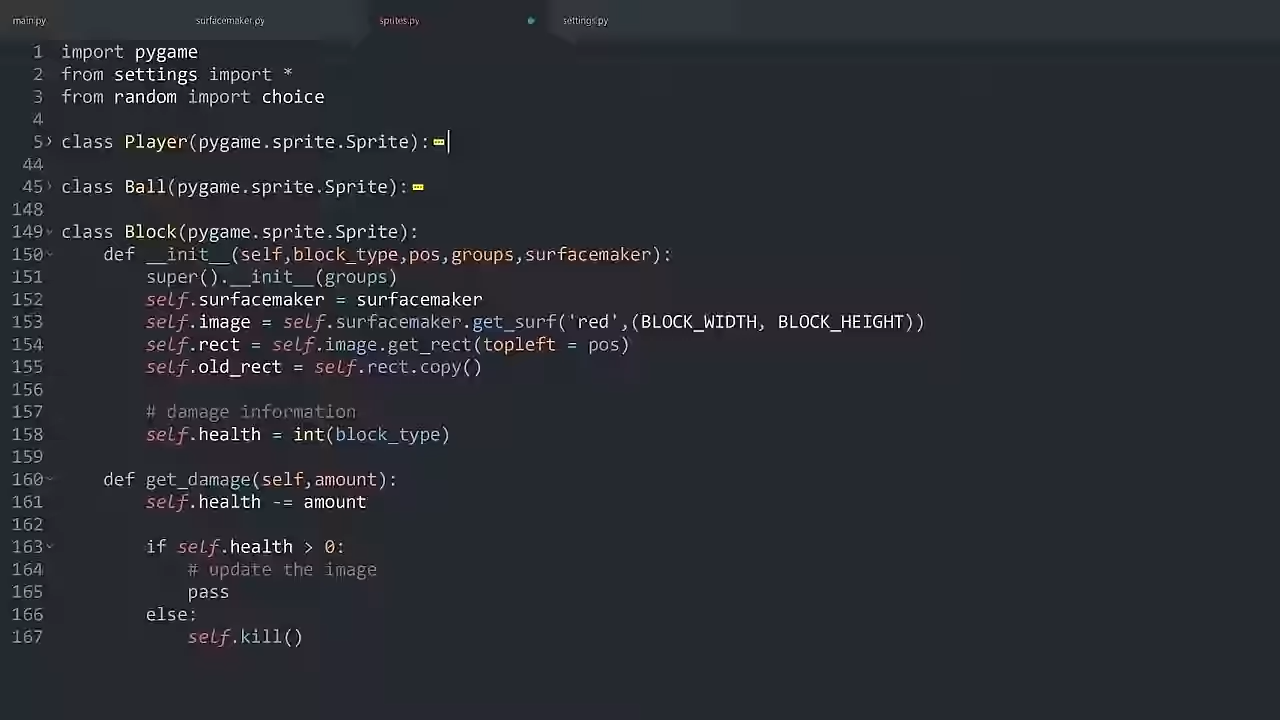 main.py surfacemaker.py sprites.py settings.py
1 import pygame
2 from settings import *
3 from random import choice
4
5 class Player(pygame.sprite.Sprite):
44
45 class Ball(pygame.sprite.Sprite):
148
149 class Block(pygame.sprite.Sprite):
150 def __init__(self,block_type,pos,groups,surfacemaker):
151 super().__init__(groups)
152 self.surfacemaker = surfacemaker
153 self.image = self.surfacemaker.get_surf('red',(BLOCK_WIDTH, BLOCK_HEIGHT))
154 self.rect = self.image.get_rect(topleft = pos)
155 self.old_rect = self.rect.copy()
156
157 # damage information
158 self.health = int(block_type)
159
160 def get_damage(self,amount):
161 self.health -= amount
162
163 if self.health > 0:
164 # update the image
165 pass
166 else:
167 self.kill()